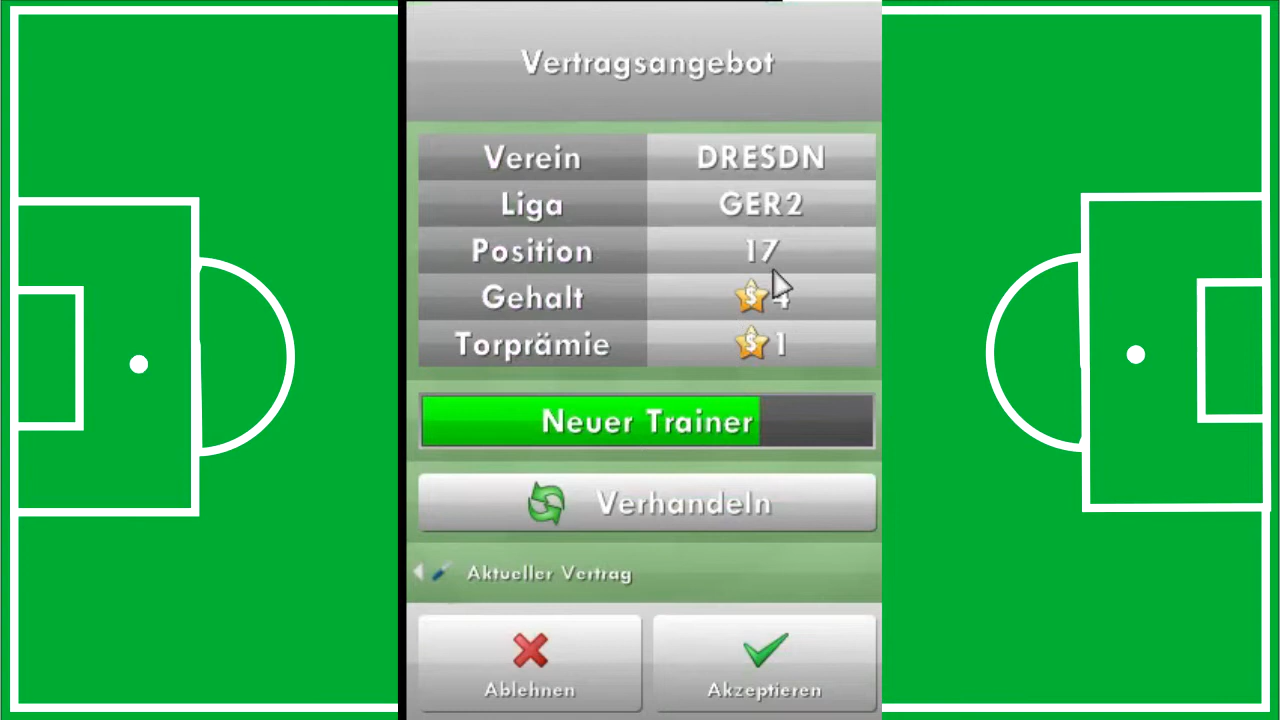 Vertragsangebot
Verein DRESDN
Liga GER2
Position 17
Gehalt $ 4
Torprämie $ 1
Neuer Trainer
Verhandeln
Aktueller Vertrag
Ablehnen Akzeptieren